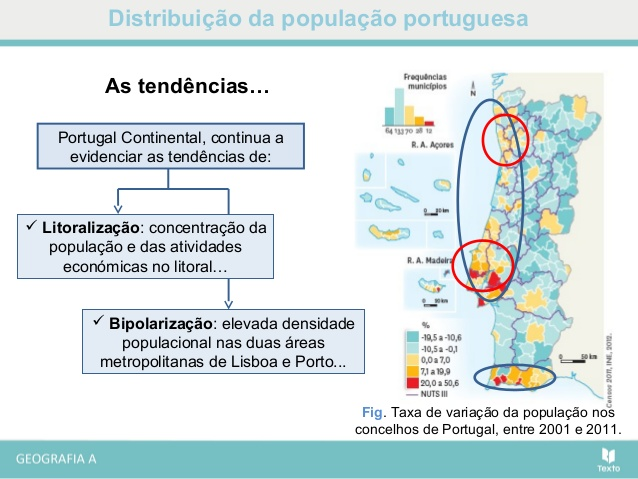 Distribuição da população portuguesa
As tendências…
Portugal Continental, continua a
evidenciar as tendências de:
✓ Litoralização: concentração da
população e das atividades
económicas no litoral…
✓ Bipolarização: elevada densidade
populacional nas duas áreas
metropolitanas de Lisboa e Porto...
Frequências
municípios
64 133 70 28 12
N
R. A. Açores
0 20 km
R. A. Madeira
0 20 km
%
-19,5 a -10,6
-10,5 a -0,1
0,0 a 7,0
7,1 a 19,9
20,0 a 50,6
NUTS III
0 50 km
Censos 2011, INE, 2012.
Fig. Taxa de variação da população nos
concelhos de Portugal, entre 2001 e 2011.
GEOGRAFIA A
Texto